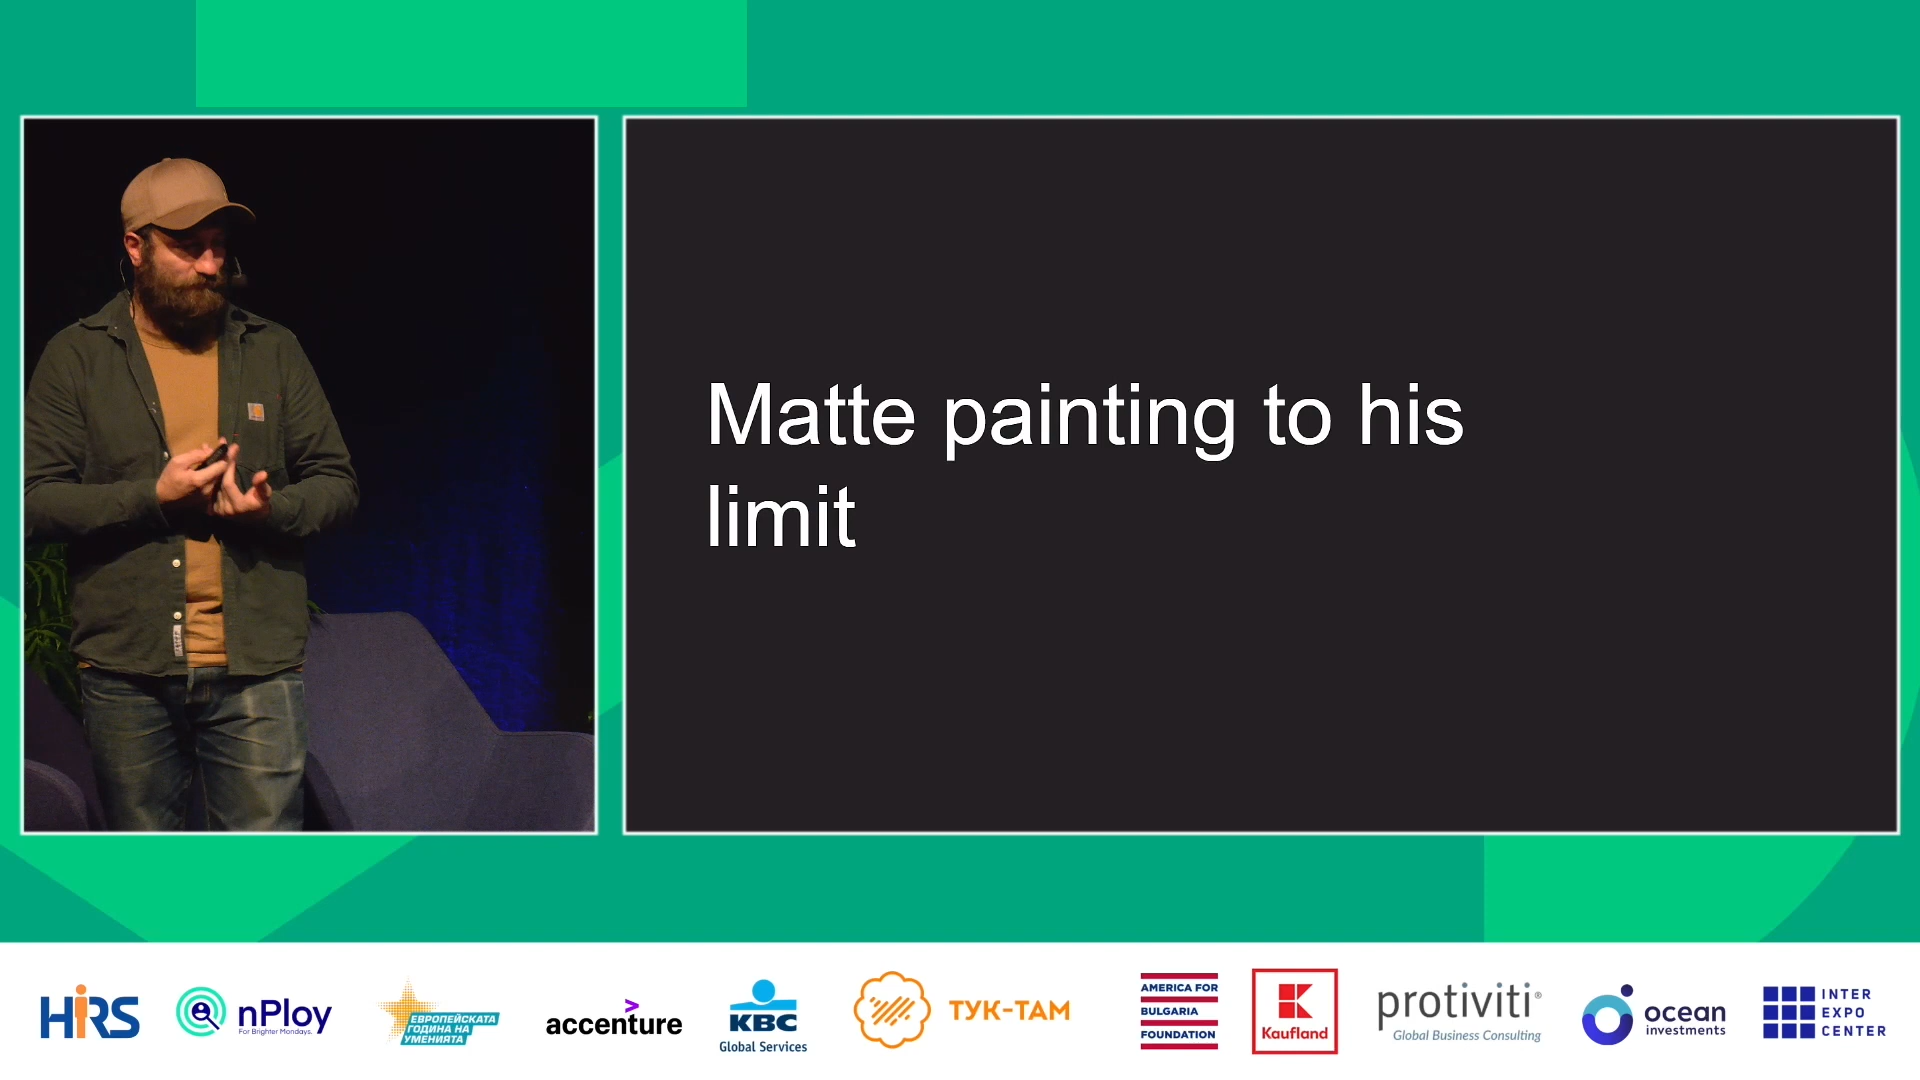 Matte painting to his
limit
HRS
nPloy
For Brighter Mondays.
ЕВРОПЕЙСКАТА
ГОДИНА НА
УМЕНИЯТА
accenture
KBC
Global Services
ТУК-ТАМ
AMERICA FOR
BULGARIA
FOUNDATION
K
Kaufland
protiviti®
Global Business Consulting
ocean
investments
INTER
EXPO
CENTER